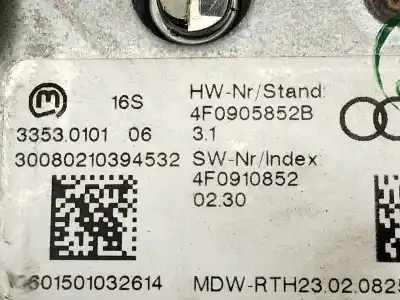 16S
3353.0101 06
30080210394532
HW-Nr/Stand:
4F0905852B
3.1
SW-Nr/Index:
4F0910852
02.30
601501032614
MDW-RTH23.02.0825